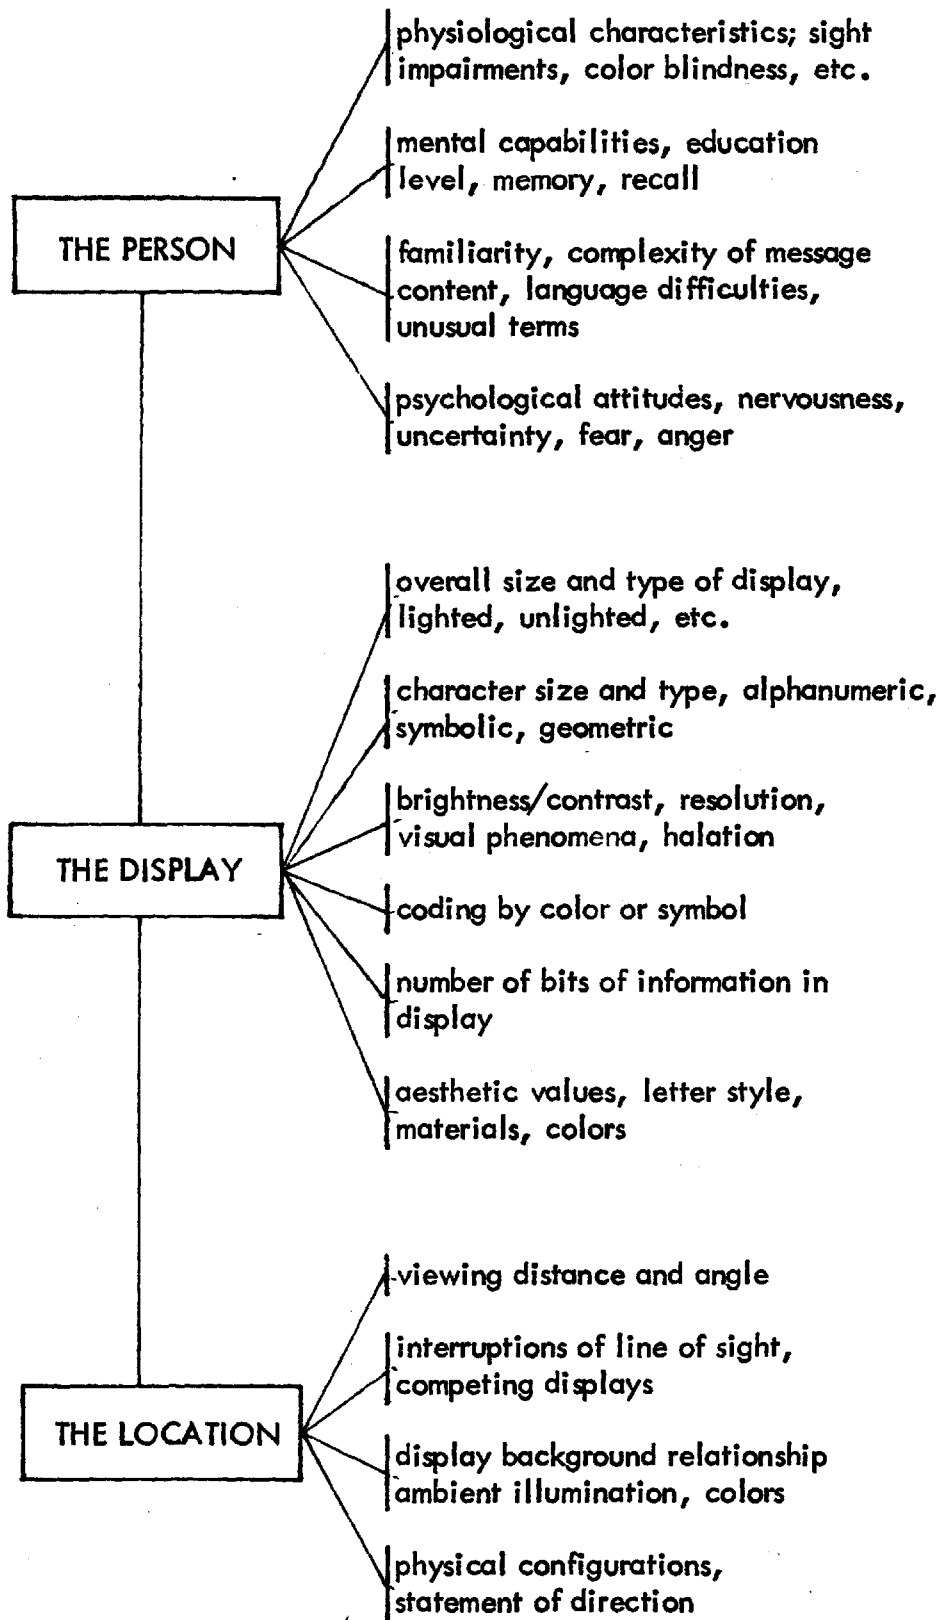 physiological characteristics; sight
impairments, color blindness, etc.
mental capabilities, education
level, memory, recall
THE PERSON
familiarity, complexity of message
content, language difficulties,
unusual terms
psychological attitudes, nervousness,
uncertainty, fear, anger
overall size and type of display,
lighted, unlighted, etc.
character size and type, alphanumeric,
symbolic, geometric
brightness/contrast, resolution,
visual phenomena, halation
THE DISPLAY
coding by color or symbol
number of bits of information in
display
aesthetic values, letter style,
materials, colors
viewing distance and angle
interruptions of line of sight,
competing displays
THE LOCATION
display background relationship
ambient illumination, colors
physical configurations,
statement of direction